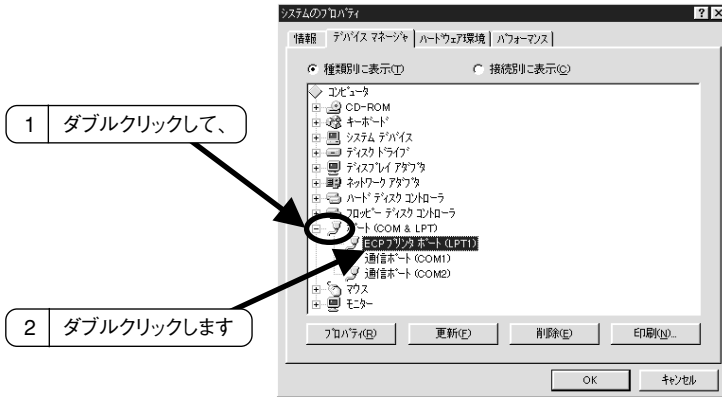 システムのプロパティ
情報
デバイス マネージャ
ハードウェア環境
パフォーマンス
種類別に表示(T)
接続別に表示(C)
コンピュータ
CD-ROM
キーボード
システム デバイス
ディスク ドライブ
ディスプレイ アダプタ
ネットワーク アダプタ
ハード ディスク コントローラ
フロッピー ディスク コントローラ
ポート (COM & LPT)
ECPプリンタ ポート (LPT1)
通信ポート (COM1)
通信ポート (COM2)
マウス
モニター
プロパティ(R)
更新(F)
削除(E)
印刷(N)...
OK
キャンセル
1 ダブルクリックして、
2 ダブルクリックします